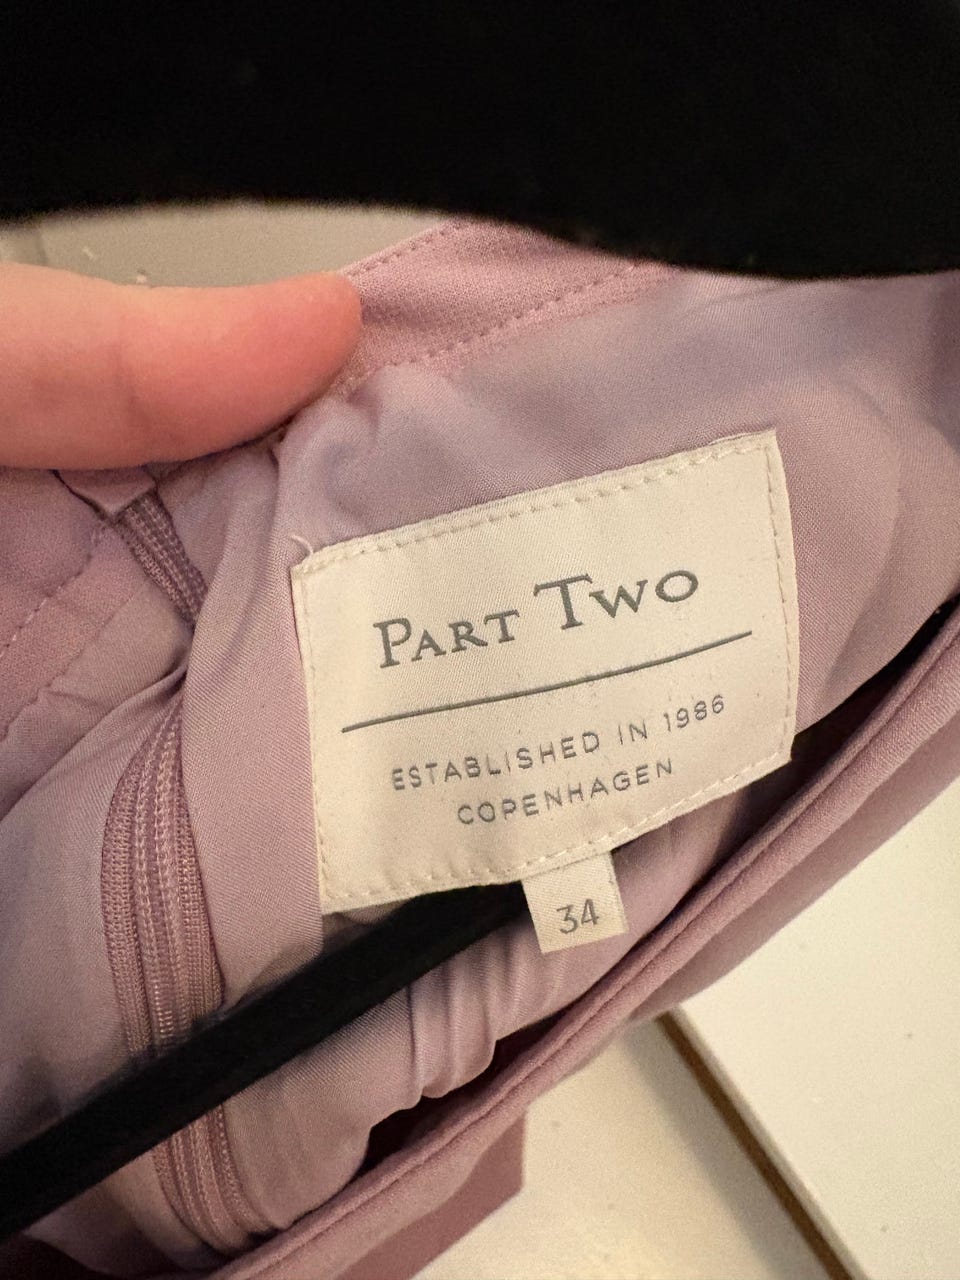 PART TWO
ESTABLISHED IN 1986
COPENHAGEN
34